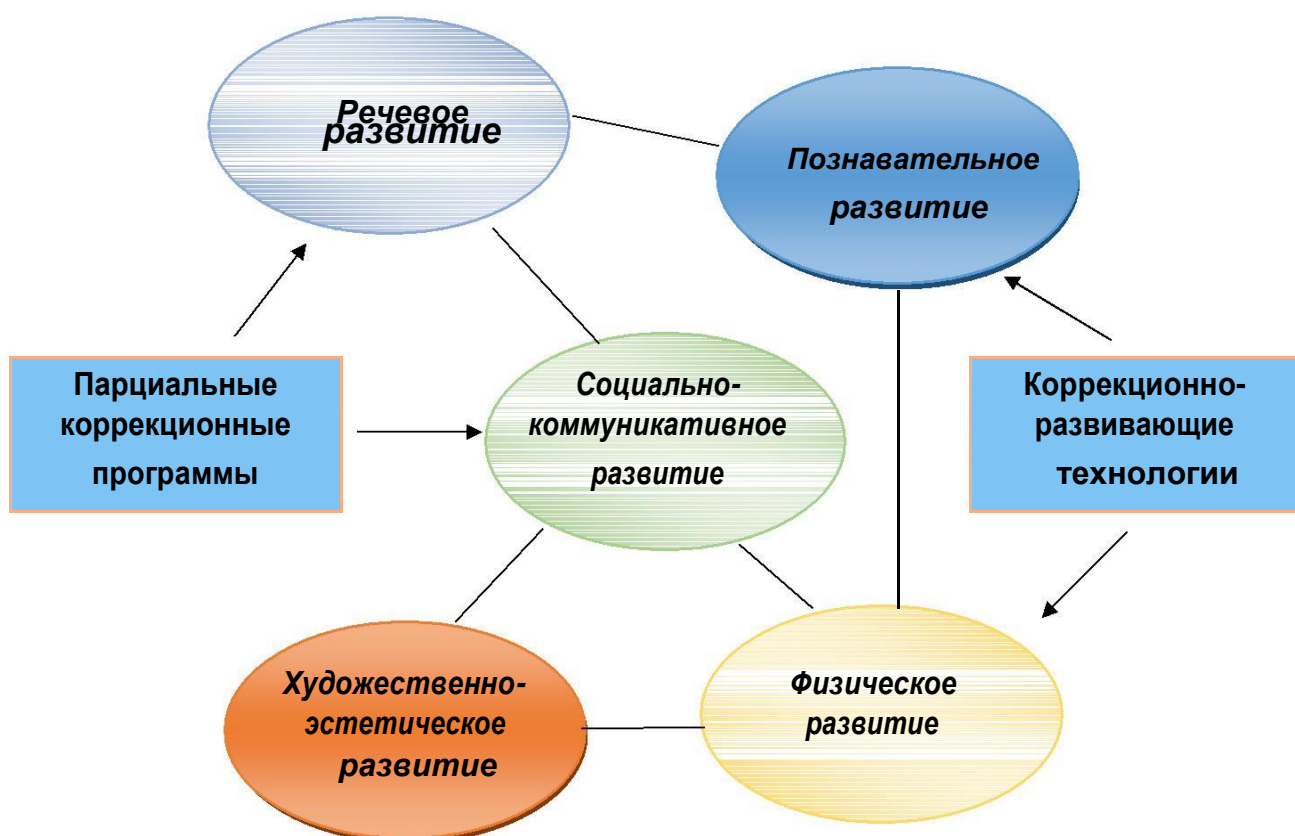 Речевое
развитие
Познавательное
развитие
Парциальные
коррекционные
программы
Социально-
коммуникативное
развитие
Коррекционно-
развивающие
технологии
Художественно-
эстетическое
развитие
Физическое
развитие